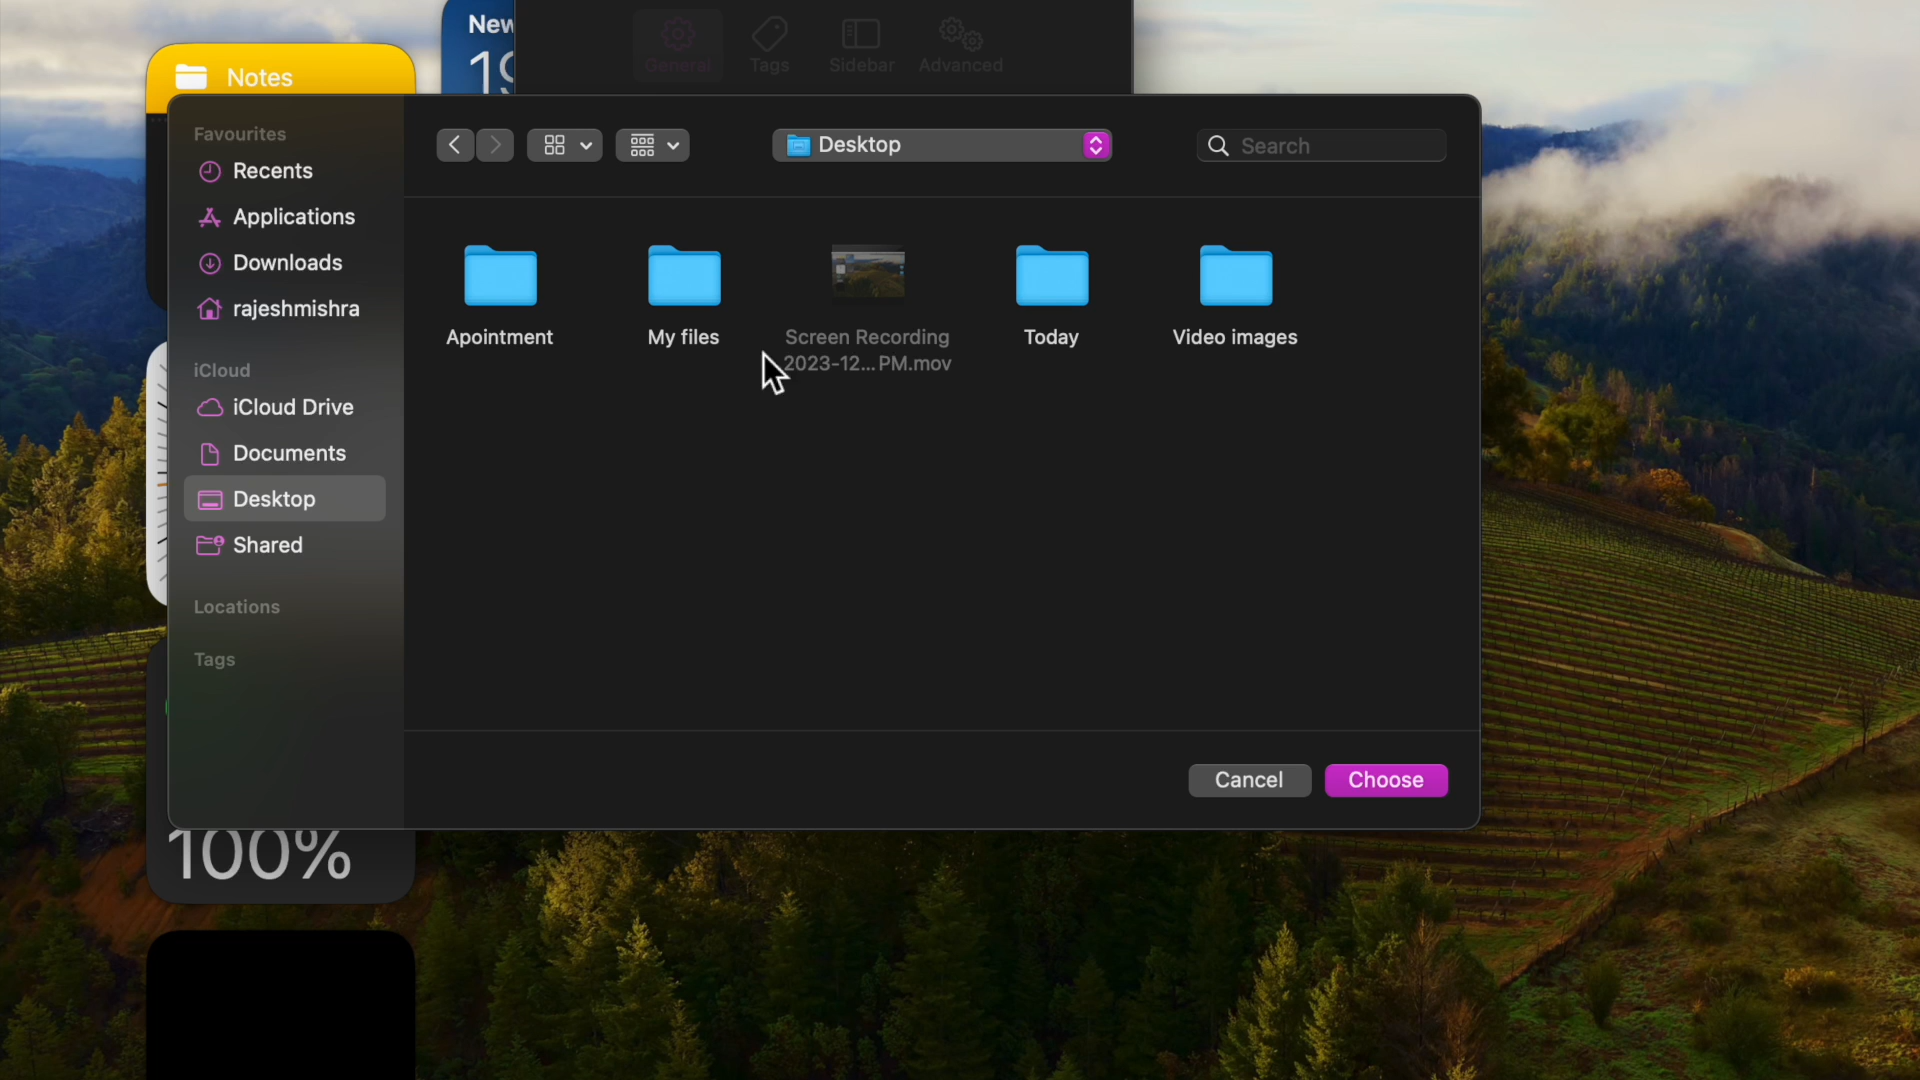 New
19
General
Tags
Sidebar
Advanced
Notes
Favourites
Recents
Applications
Downloads
rajeshmishra
iCloud
iCloud Drive
Documents
Desktop
Shared
Locations
Tags
Desktop
Search
Apointment
My files
Screen Recording
2023-12... PM.mov
Today
Video images
Cancel
Choose
100%